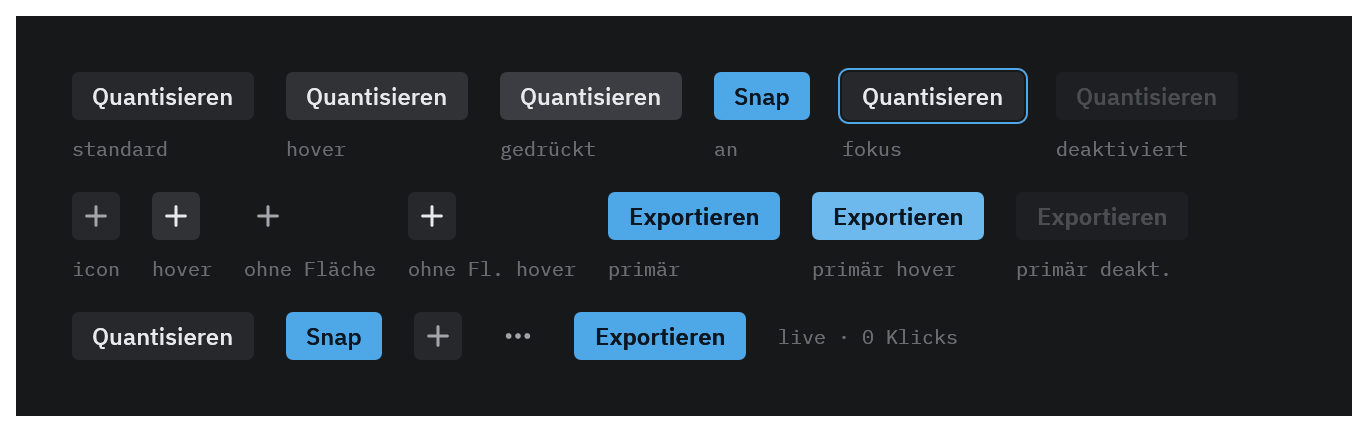 Quantisieren Quantisieren Quantisieren Snap Quantisieren Quantisieren
standard hover gedrückt an fokus deaktiviert
Exportieren Exportieren Exportieren
icon hover ohne Fläche ohne Fl. hover primär primär hover primär deakt.
Quantisieren Snap Exportieren live · 0 Klicks